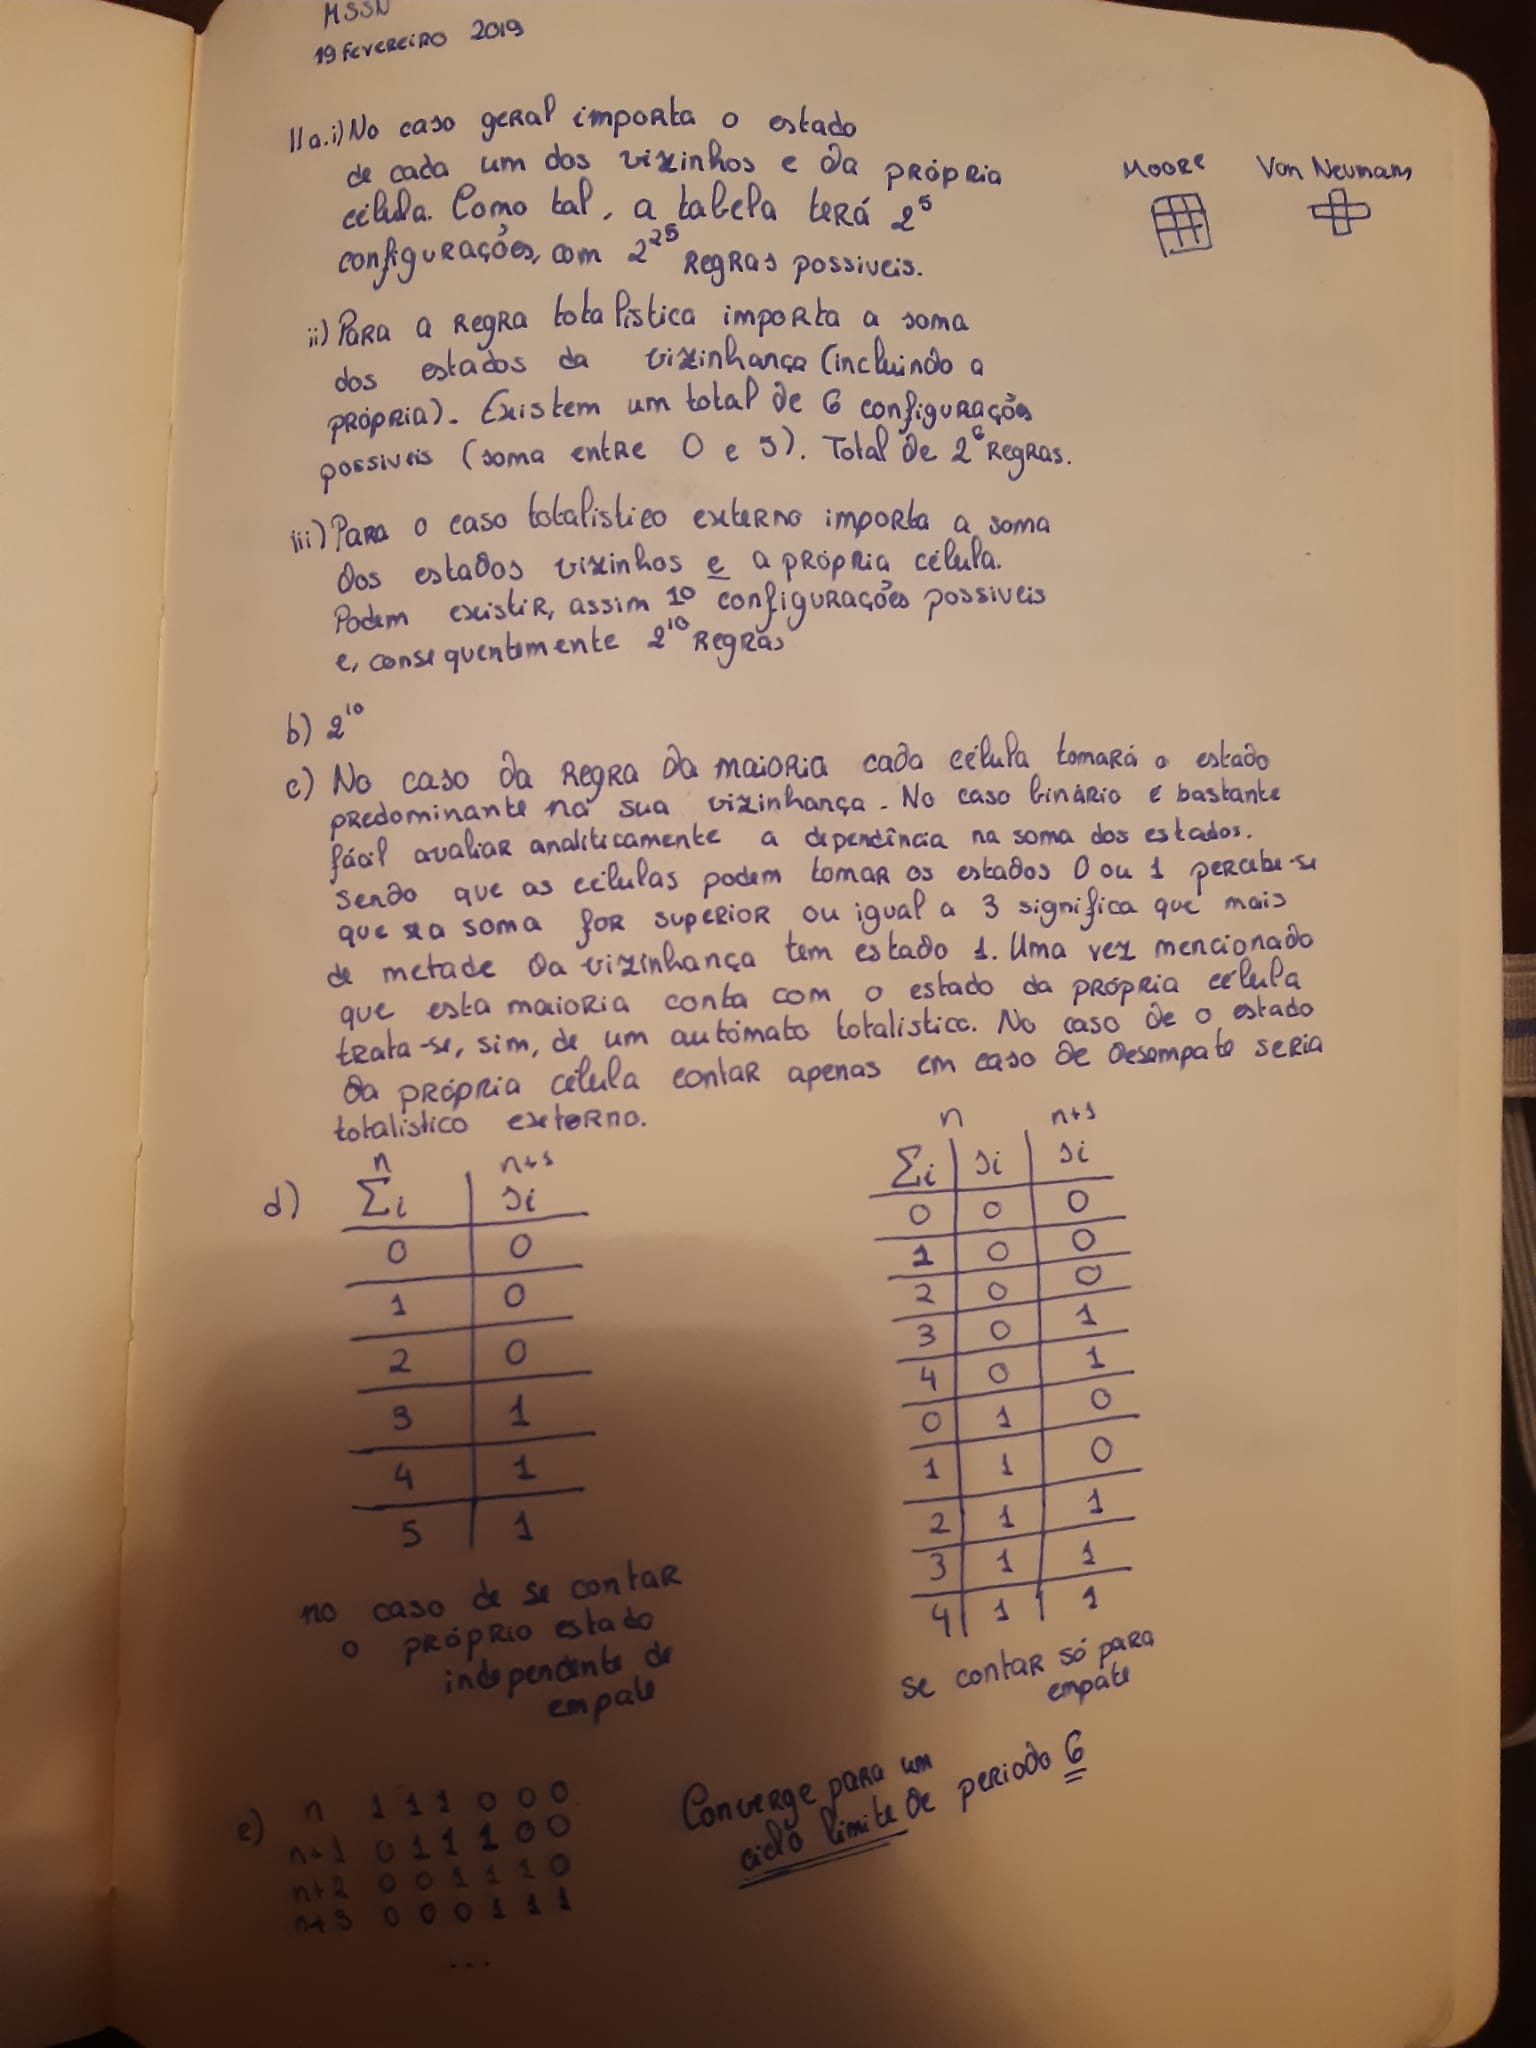 MSSN
19 Fevereiro 2019
11a.i) No caso geral importa o estado
de cada um dos vizinhos e da própria
célula. Como tal, a tabela terá 2^5
configurações, com 2^2^5 regras possiveis.
Moore
Von Neumam
ii) Para a regra totalistica importa a soma
dos estados da vizinhança (incluindo a
própria). Existem um total de 6 configurações
possiveis (soma entre 0 e 5). Total de 2^6 regras.
iii) Para o caso totalistico externo importa a soma
dos estados vizinhos e a própria célula.
Podem existir, assim 10 configurações possiveis
e, consequentemente 2^10 regras
b) 2^10
c) No caso da regra da maioria cada célula tomará o estado
predominante na sua vizinhança. No caso binário é bastante
fácil avaliar analiticamente a dependência na soma dos estados.
Sendo que as células podem tomar os estados 0 ou 1 percebe-se
que se a soma for superior ou igual a 3 significa que mais
de metade da vizinhança tem estado 1. Uma vez mencionado
que esta maioria conta com o estado da própria célula
trata-se, sim, de um autómato totalistico. No caso de o estado
da própria célula contar apenas em caso de desempate seria
totalistico externo.
d)
n n+1
Σi si
0 0
1 0
2 0
3 1
4 1
5 1
no caso de se contar
o próprio estado
independente de
empate
n n+1
Σi si si
0 0 0
1 0 0
2 0 0
3 0 1
4 0 1
0 1 0
1 1 0
2 1 1
3 1 1
4 1 1
se contar só para
empate
e) n 1 1 1 0 0 0
n+1 0 1 1 1 0 0
n+2 0 0 1 1 1 0
n+3 0 0 0 1 1 1
...
Converge para um
ciclo limite de periodo 6